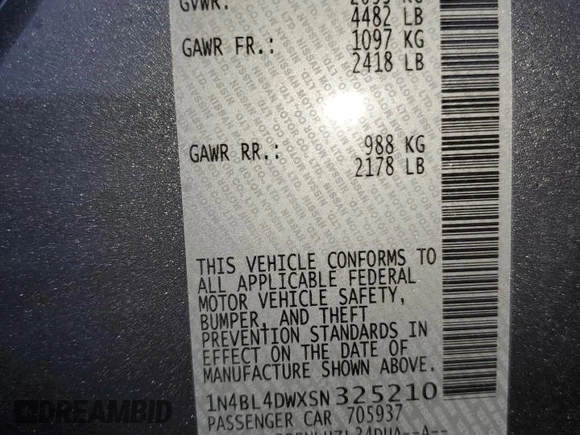 GVWR:
4482 LB
GAWR FR.: 1097 KG
2418 LB
GAWR RR.: 988 KG
2178 LB
THIS VEHICLE CONFORMS TO
ALL APPLICABLE FEDERAL
MOTOR VEHICLE SAFETY,
BUMPER, AND THEFT
PREVENTION STANDARDS IN
EFFECT ON THE DATE OF
MANUFACTURE SHOWN ABOVE.
1N4BL4DWXSN325210
PASSENGER CAR 705937
DREAMBID